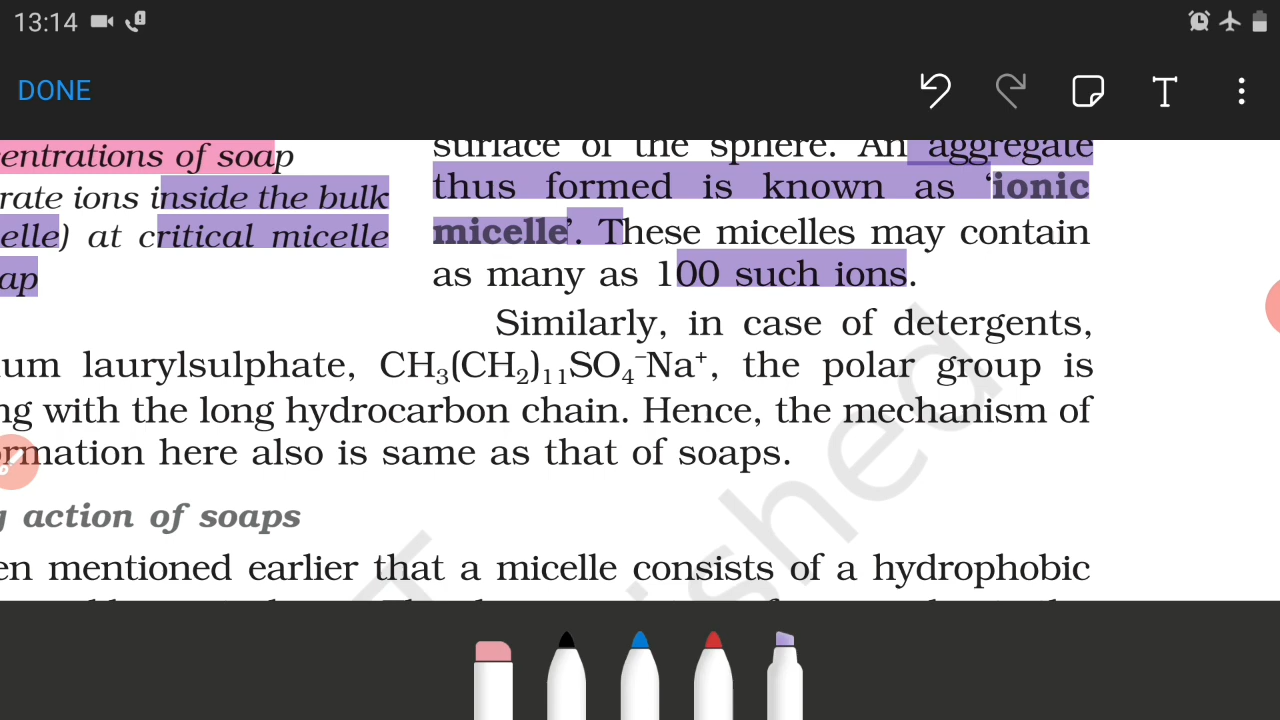 13:14
DONE
T
centrations of soap
rate ions inside the bulk
elle) at critical micelle
ap
surface of the sphere. An aggregate
thus formed is known as ‘ionic
micelle’. These micelles may contain
as many as 100 such ions.
Similarly, in case of detergents,
um laurylsulphate, CH₃(CH₂)₁₁SO₄⁻Na⁺, the polar group is
ng with the long hydrocarbon chain. Hence, the mechanism of
ormation here also is same as that of soaps.
g action of soaps
en mentioned earlier that a micelle consists of a hydrophobic